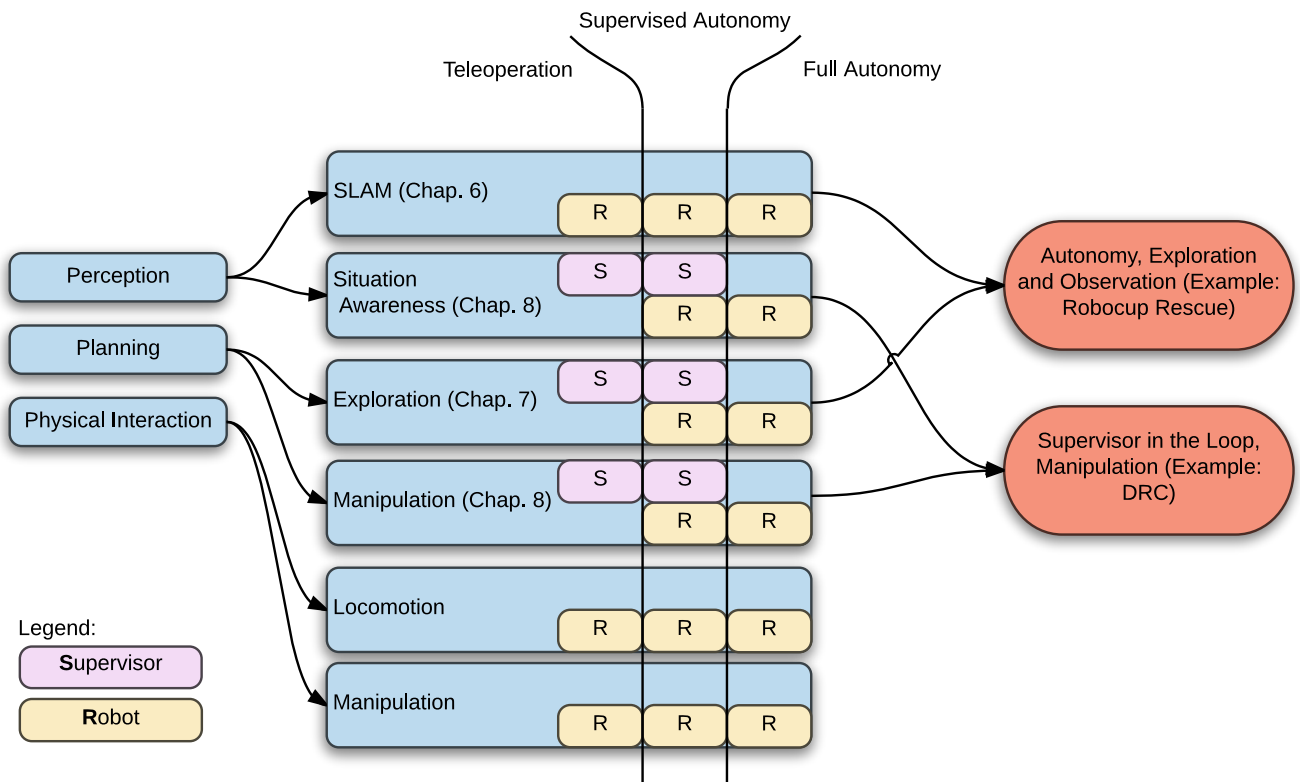 Supervised Autonomy
Teleoperation
Full Autonomy
SLAM (Chap. 6)
R R R
Perception
Situation
Awareness (Chap. 8)
S S
R R
Planning
Exploration (Chap. 7)
S S
R R
Physical Interaction
Manipulation (Chap. 8)
S S
R R
Locomotion
R R R
Manipulation
R R R
Autonomy, Exploration
and Observation (Example:
Robocup Rescue)
Supervisor in the Loop,
Manipulation (Example:
DRC)
Legend:
Supervisor
Robot